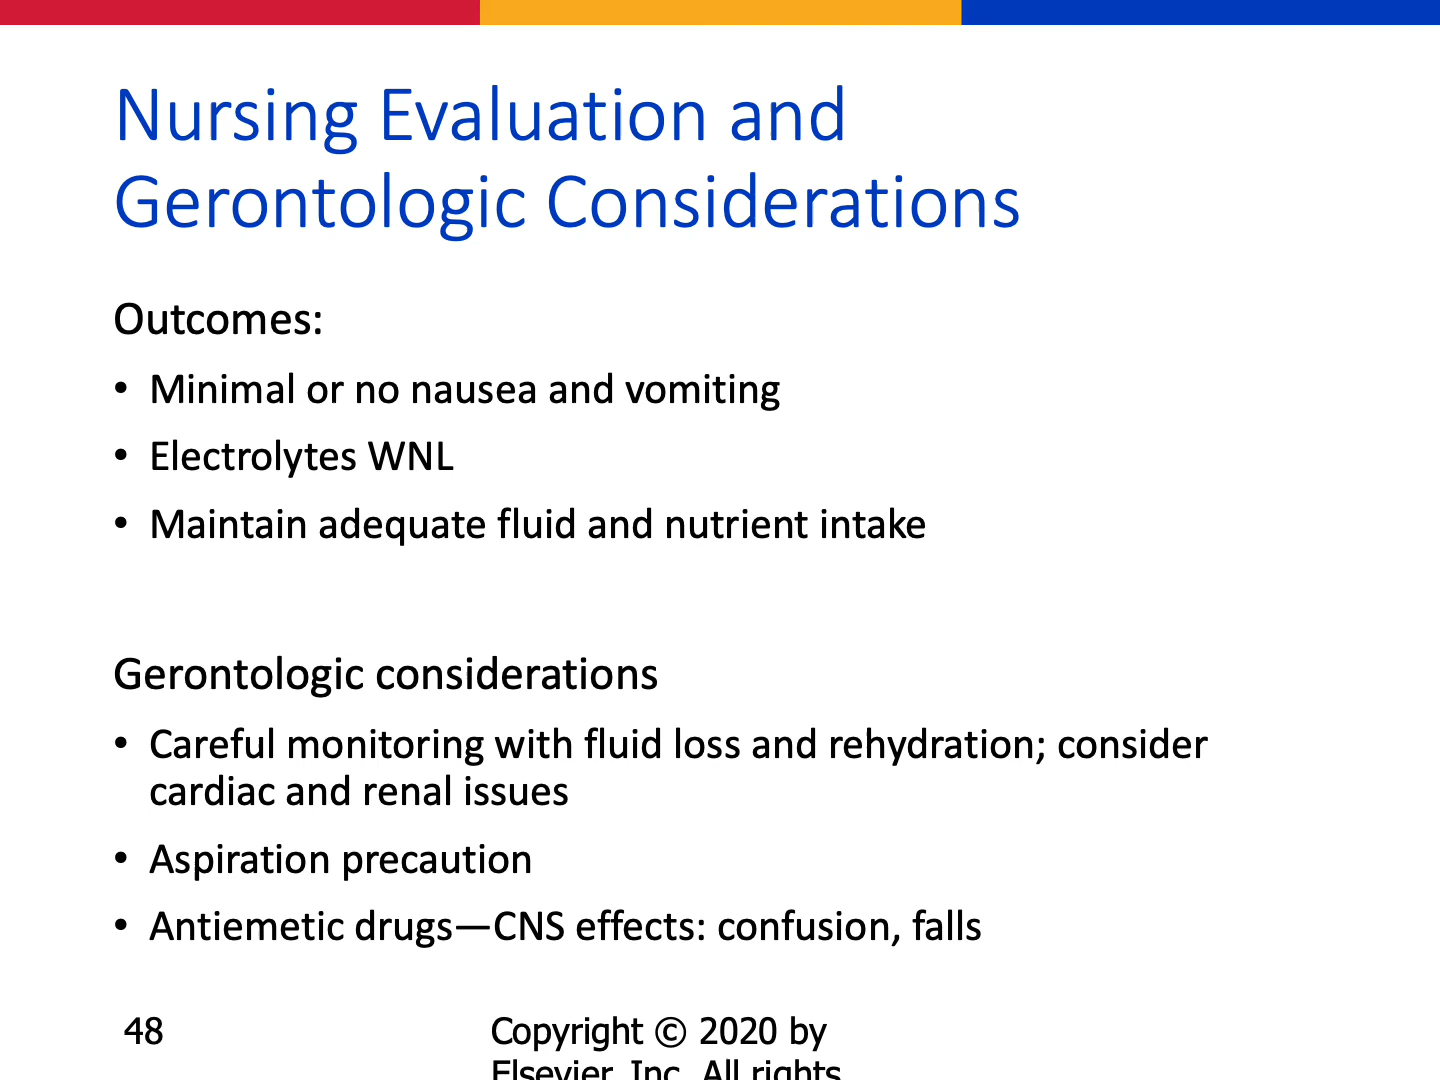 Nursing Evaluation and
Gerontologic Considerations
Outcomes:
• Minimal or no nausea and vomiting
• Electrolytes WNL
• Maintain adequate fluid and nutrient intake
Gerontologic considerations
• Careful monitoring with fluid loss and rehydration; consider
cardiac and renal issues
• Aspiration precaution
• Antiemetic drugs—CNS effects: confusion, falls
48
Copyright © 2020 by
Elsevier, Inc. All rights